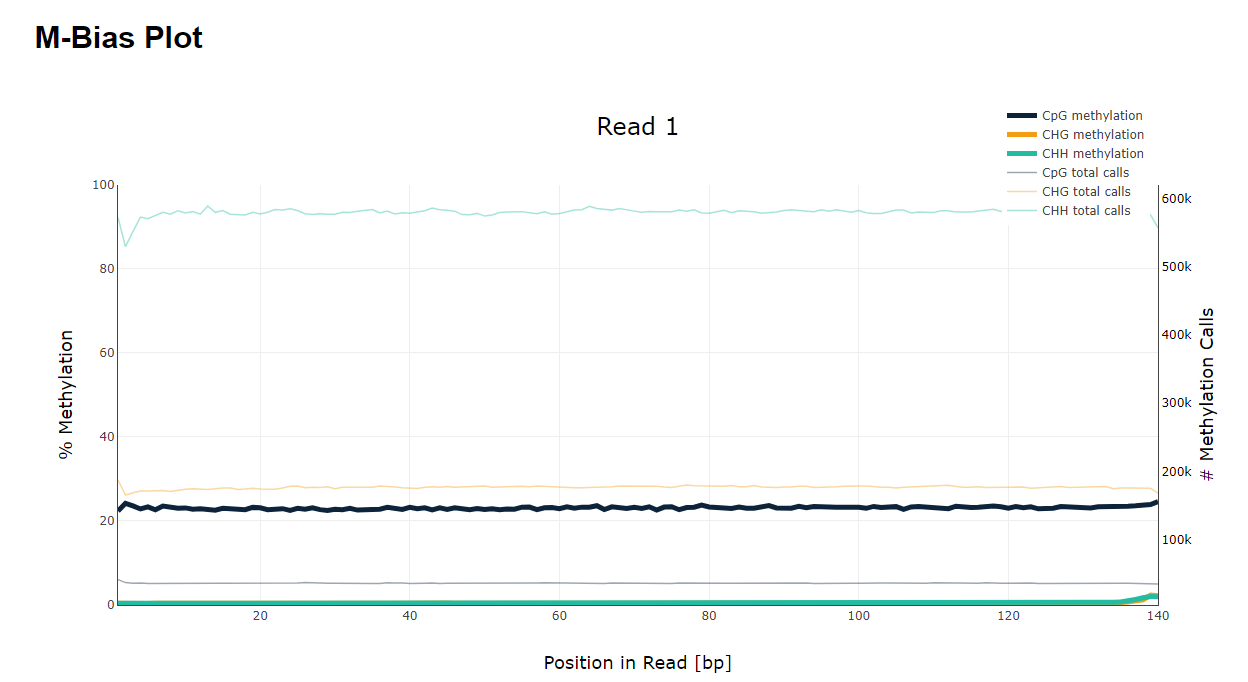 M-Bias Plot
Read 1
CpG methylation
CHG methylation
CHH methylation
CpG total calls
CHG total calls
CHH total calls
% Methylation
100
80
60
40
20
0
20
40
60
80
100
120
140
Position in Read [bp]
600k
500k
400k
300k
200k
100k
# Methylation Calls